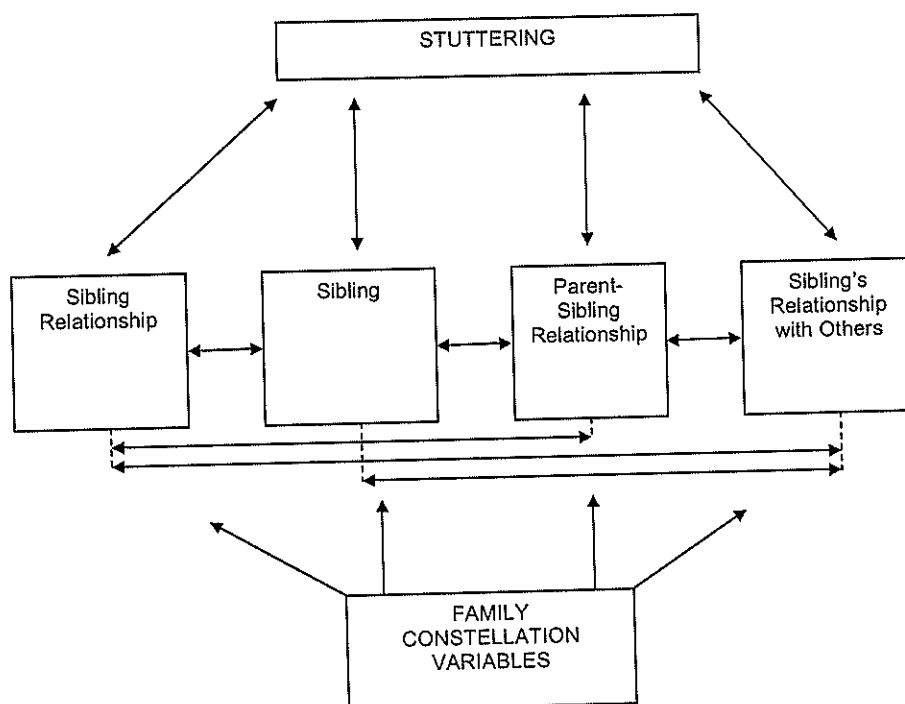 STUTTERING
Sibling
Relationship
Sibling
Parent-
Sibling
Relationship
Sibling's
Relationship
with Others
FAMILY
CONSTELLATION
VARIABLES